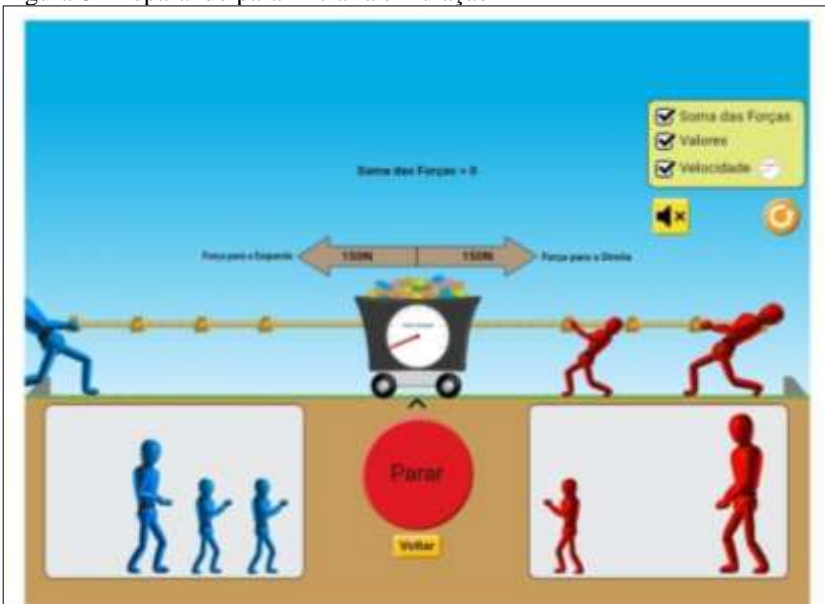 Soma das Forças
Valores
Velocidade
Soma das Forças = 0
Força para a Esquerda
150N
150N
Força para a Direita
Parar
Voltar